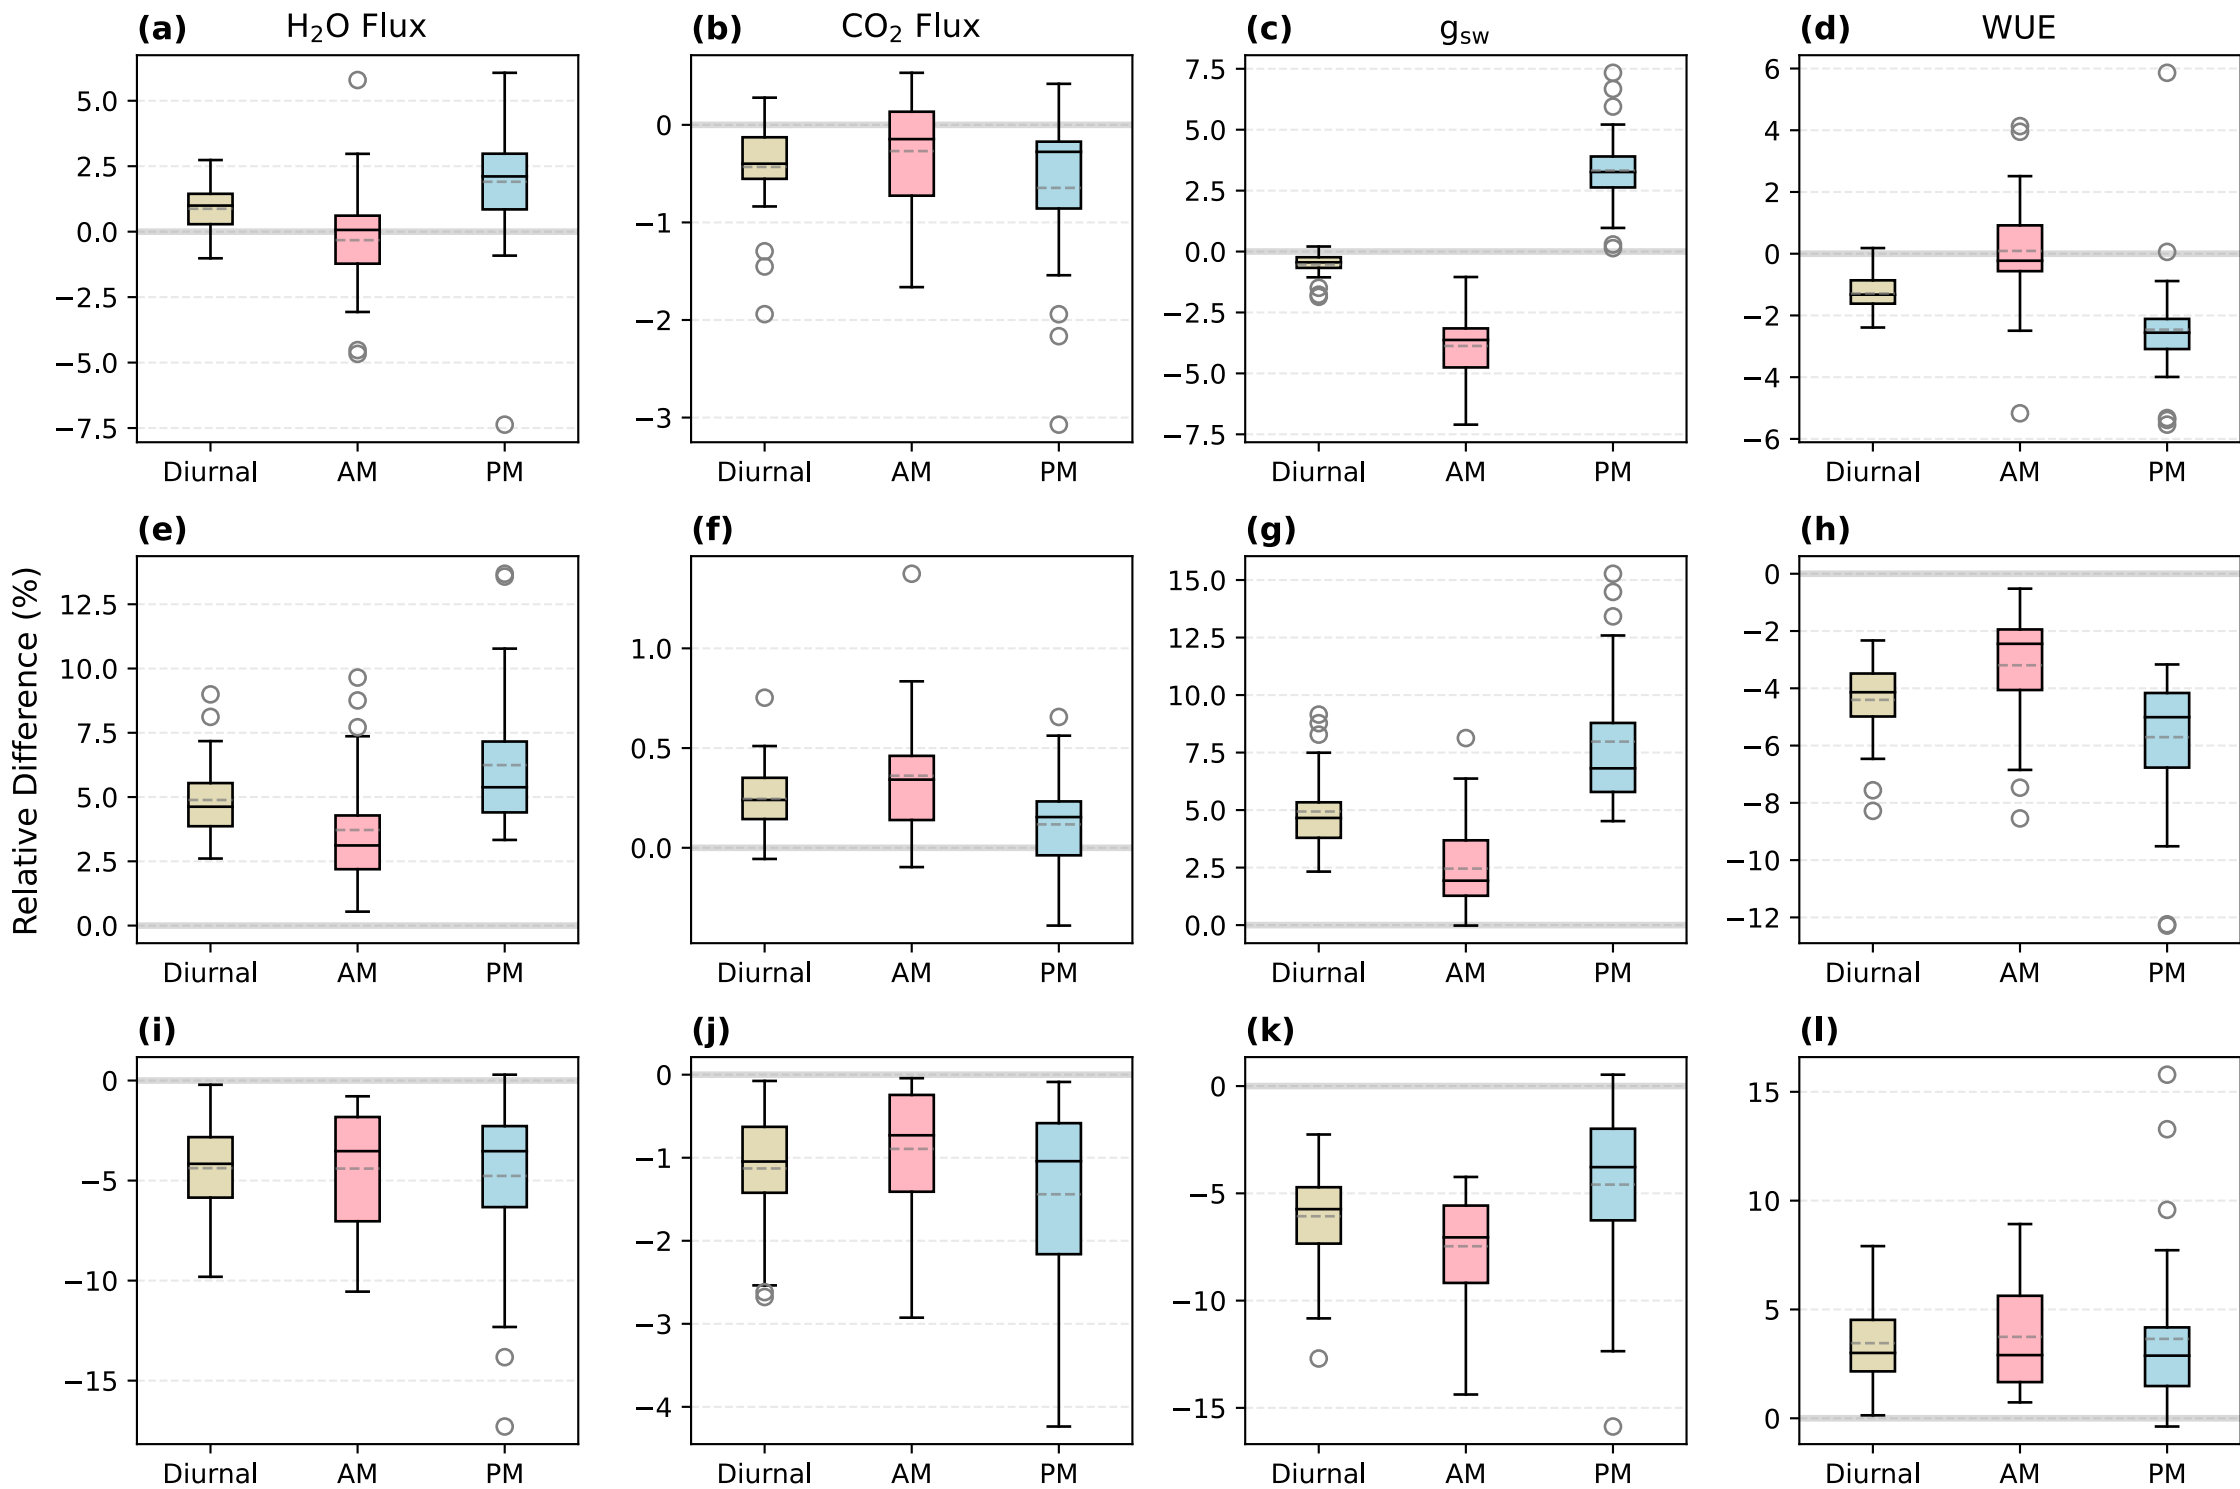 (a) H₂O Flux
(b) CO₂ Flux
(c) g_sw
(d) WUE
5.0
2.5
0.0
−2.5
−5.0
−7.5
Diurnal AM PM
0
−1
−2
−3
Diurnal AM PM
7.5
5.0
2.5
0.0
−2.5
−5.0
−7.5
Diurnal AM PM
6
4
2
0
−2
−4
−6
Diurnal AM PM
Relative Difference (%)
(e)
12.5
10.0
7.5
5.0
2.5
0.0
Diurnal AM PM
(f)
1.0
0.5
0.0
Diurnal AM PM
(g)
15.0
12.5
10.0
7.5
5.0
2.5
0.0
Diurnal AM PM
(h)
0
−2
−4
−6
−8
−10
−12
Diurnal AM PM
(i)
0
−5
−10
−15
Diurnal AM PM
(j)
0
−1
−2
−3
−4
Diurnal AM PM
(k)
0
−5
−10
−15
Diurnal AM PM
(l)
15
10
5
0
Diurnal AM PM